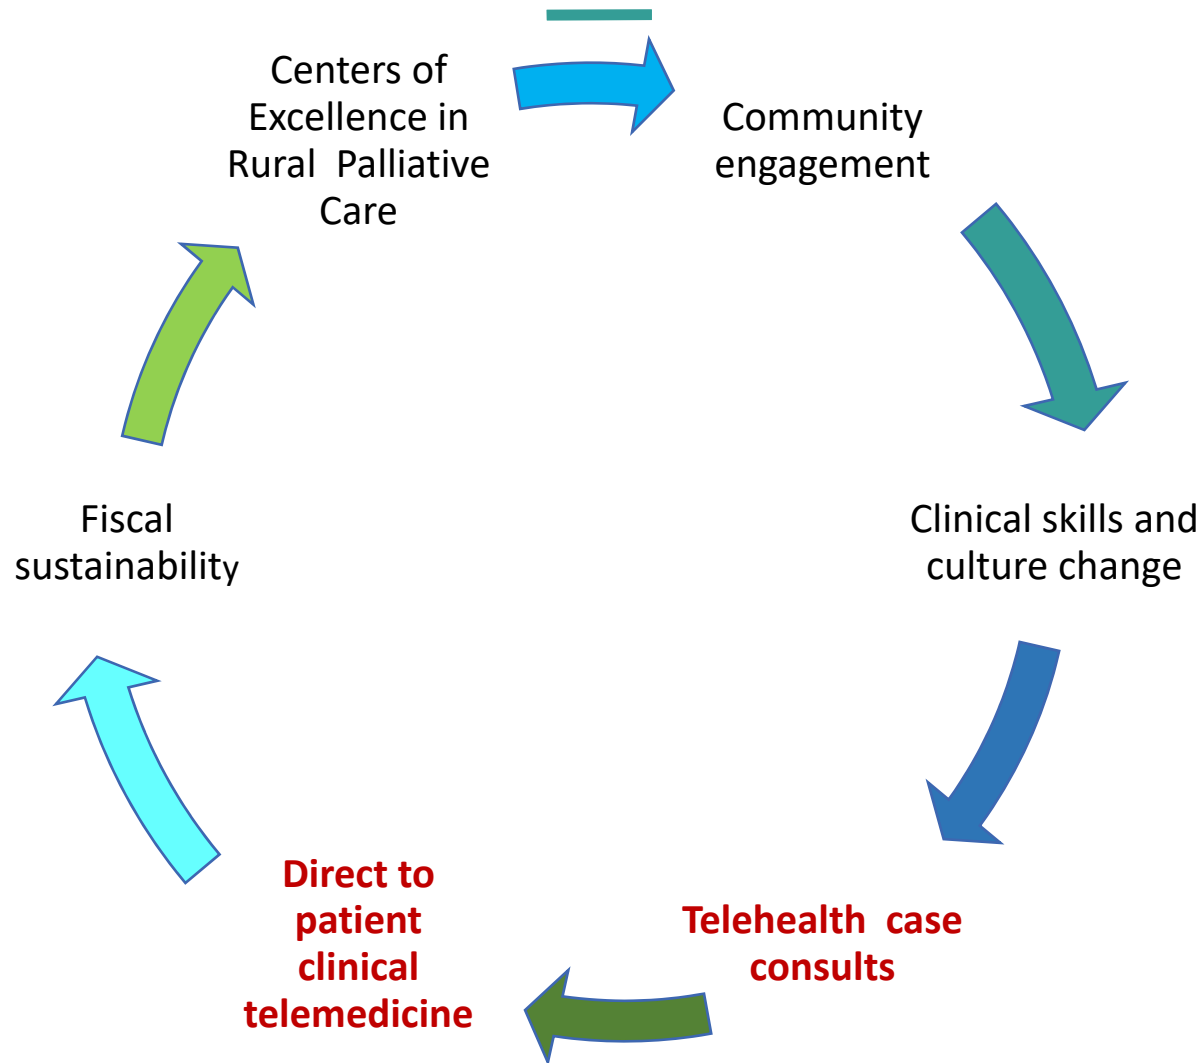 Centers of
Excellence in
Rural  Palliative
Care
Community
engagement
Clinical skills and
culture change
Telehealth  case
consults
Direct to
patient
clinical
telemedicine
Fiscal
sustainability